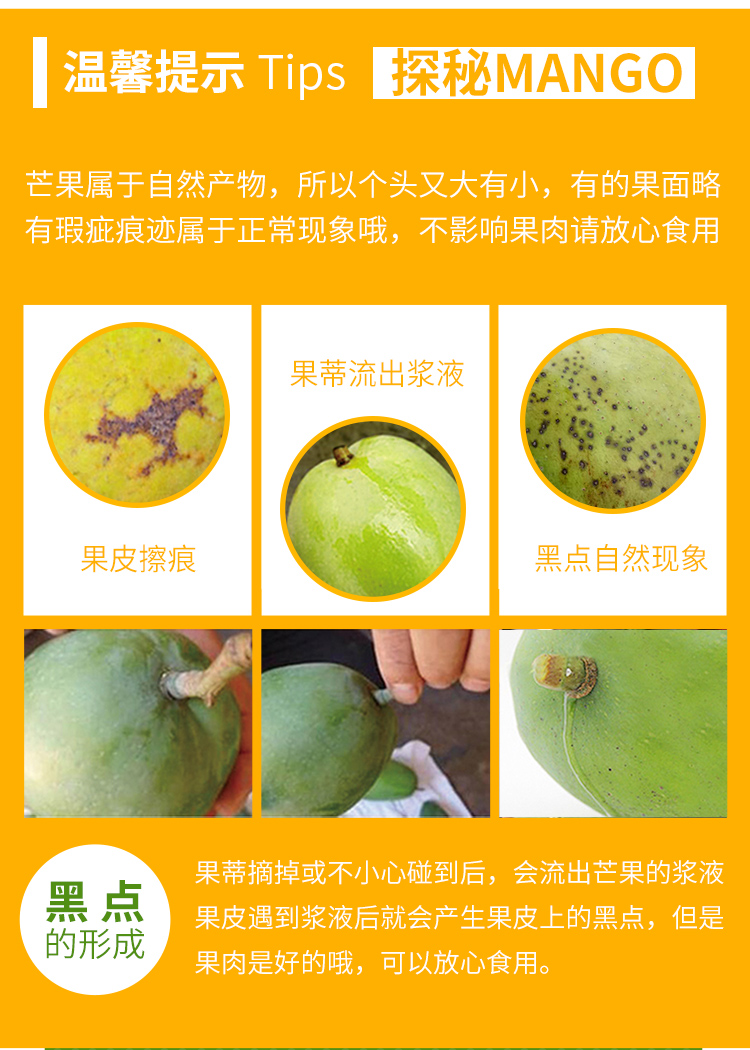 温馨提示 Tips 探秘MANGO
芒果属于自然产物，所以个头又大有小，有的果面略
有瑕疵痕迹属于正常现象哦，不影响果肉请放心食用
果皮擦痕
果蒂流出浆液
黑点自然现象
黑点
的形成
果蒂摘掉或不小心碰到后，会流出芒果的浆液
果皮遇到浆液后就会产生果皮上的黑点，但是
果肉是好的哦，可以放心食用。